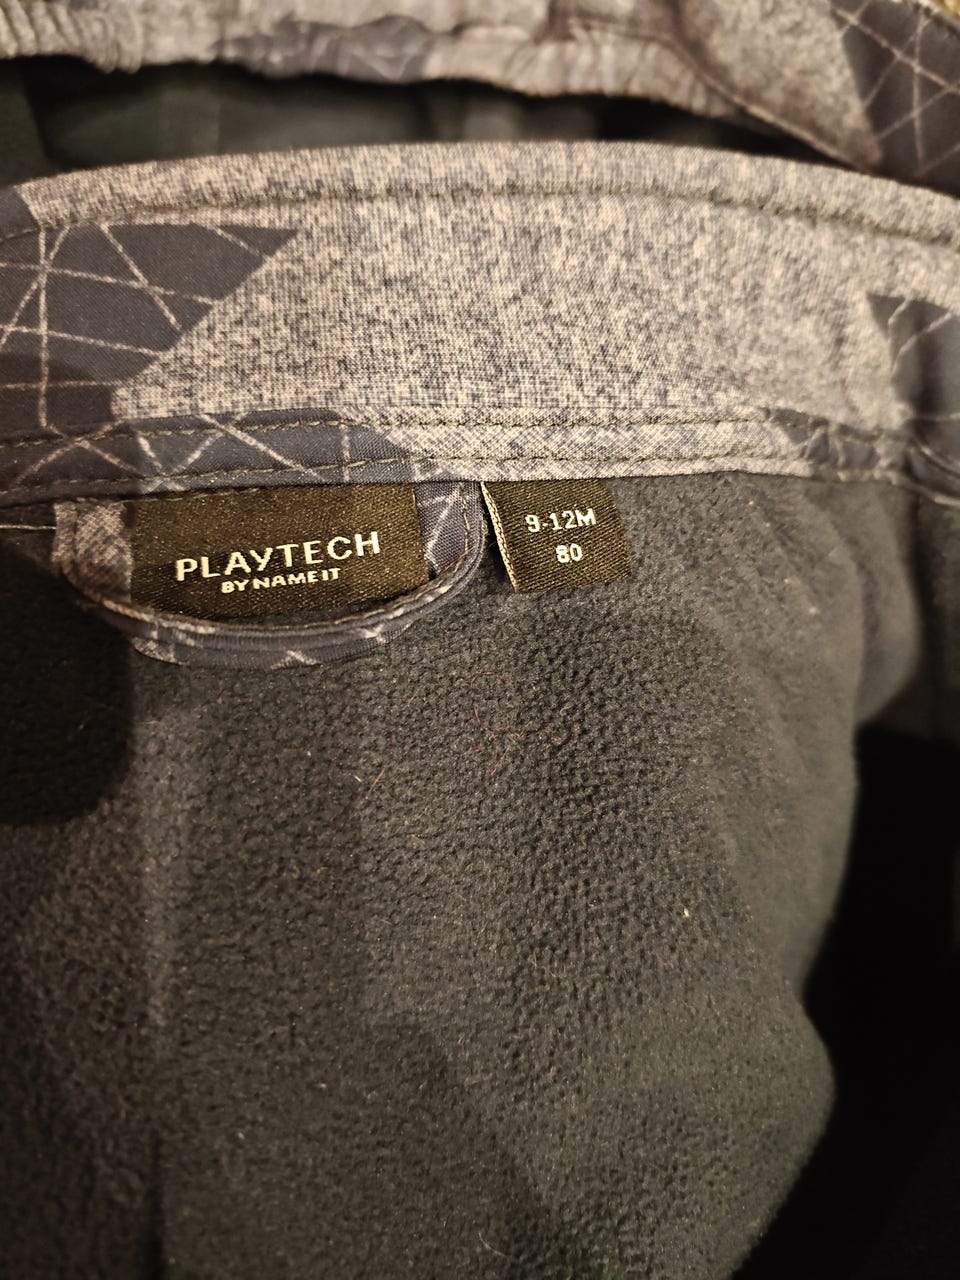 PLAYTECH
BY NAME IT
9-12M
80